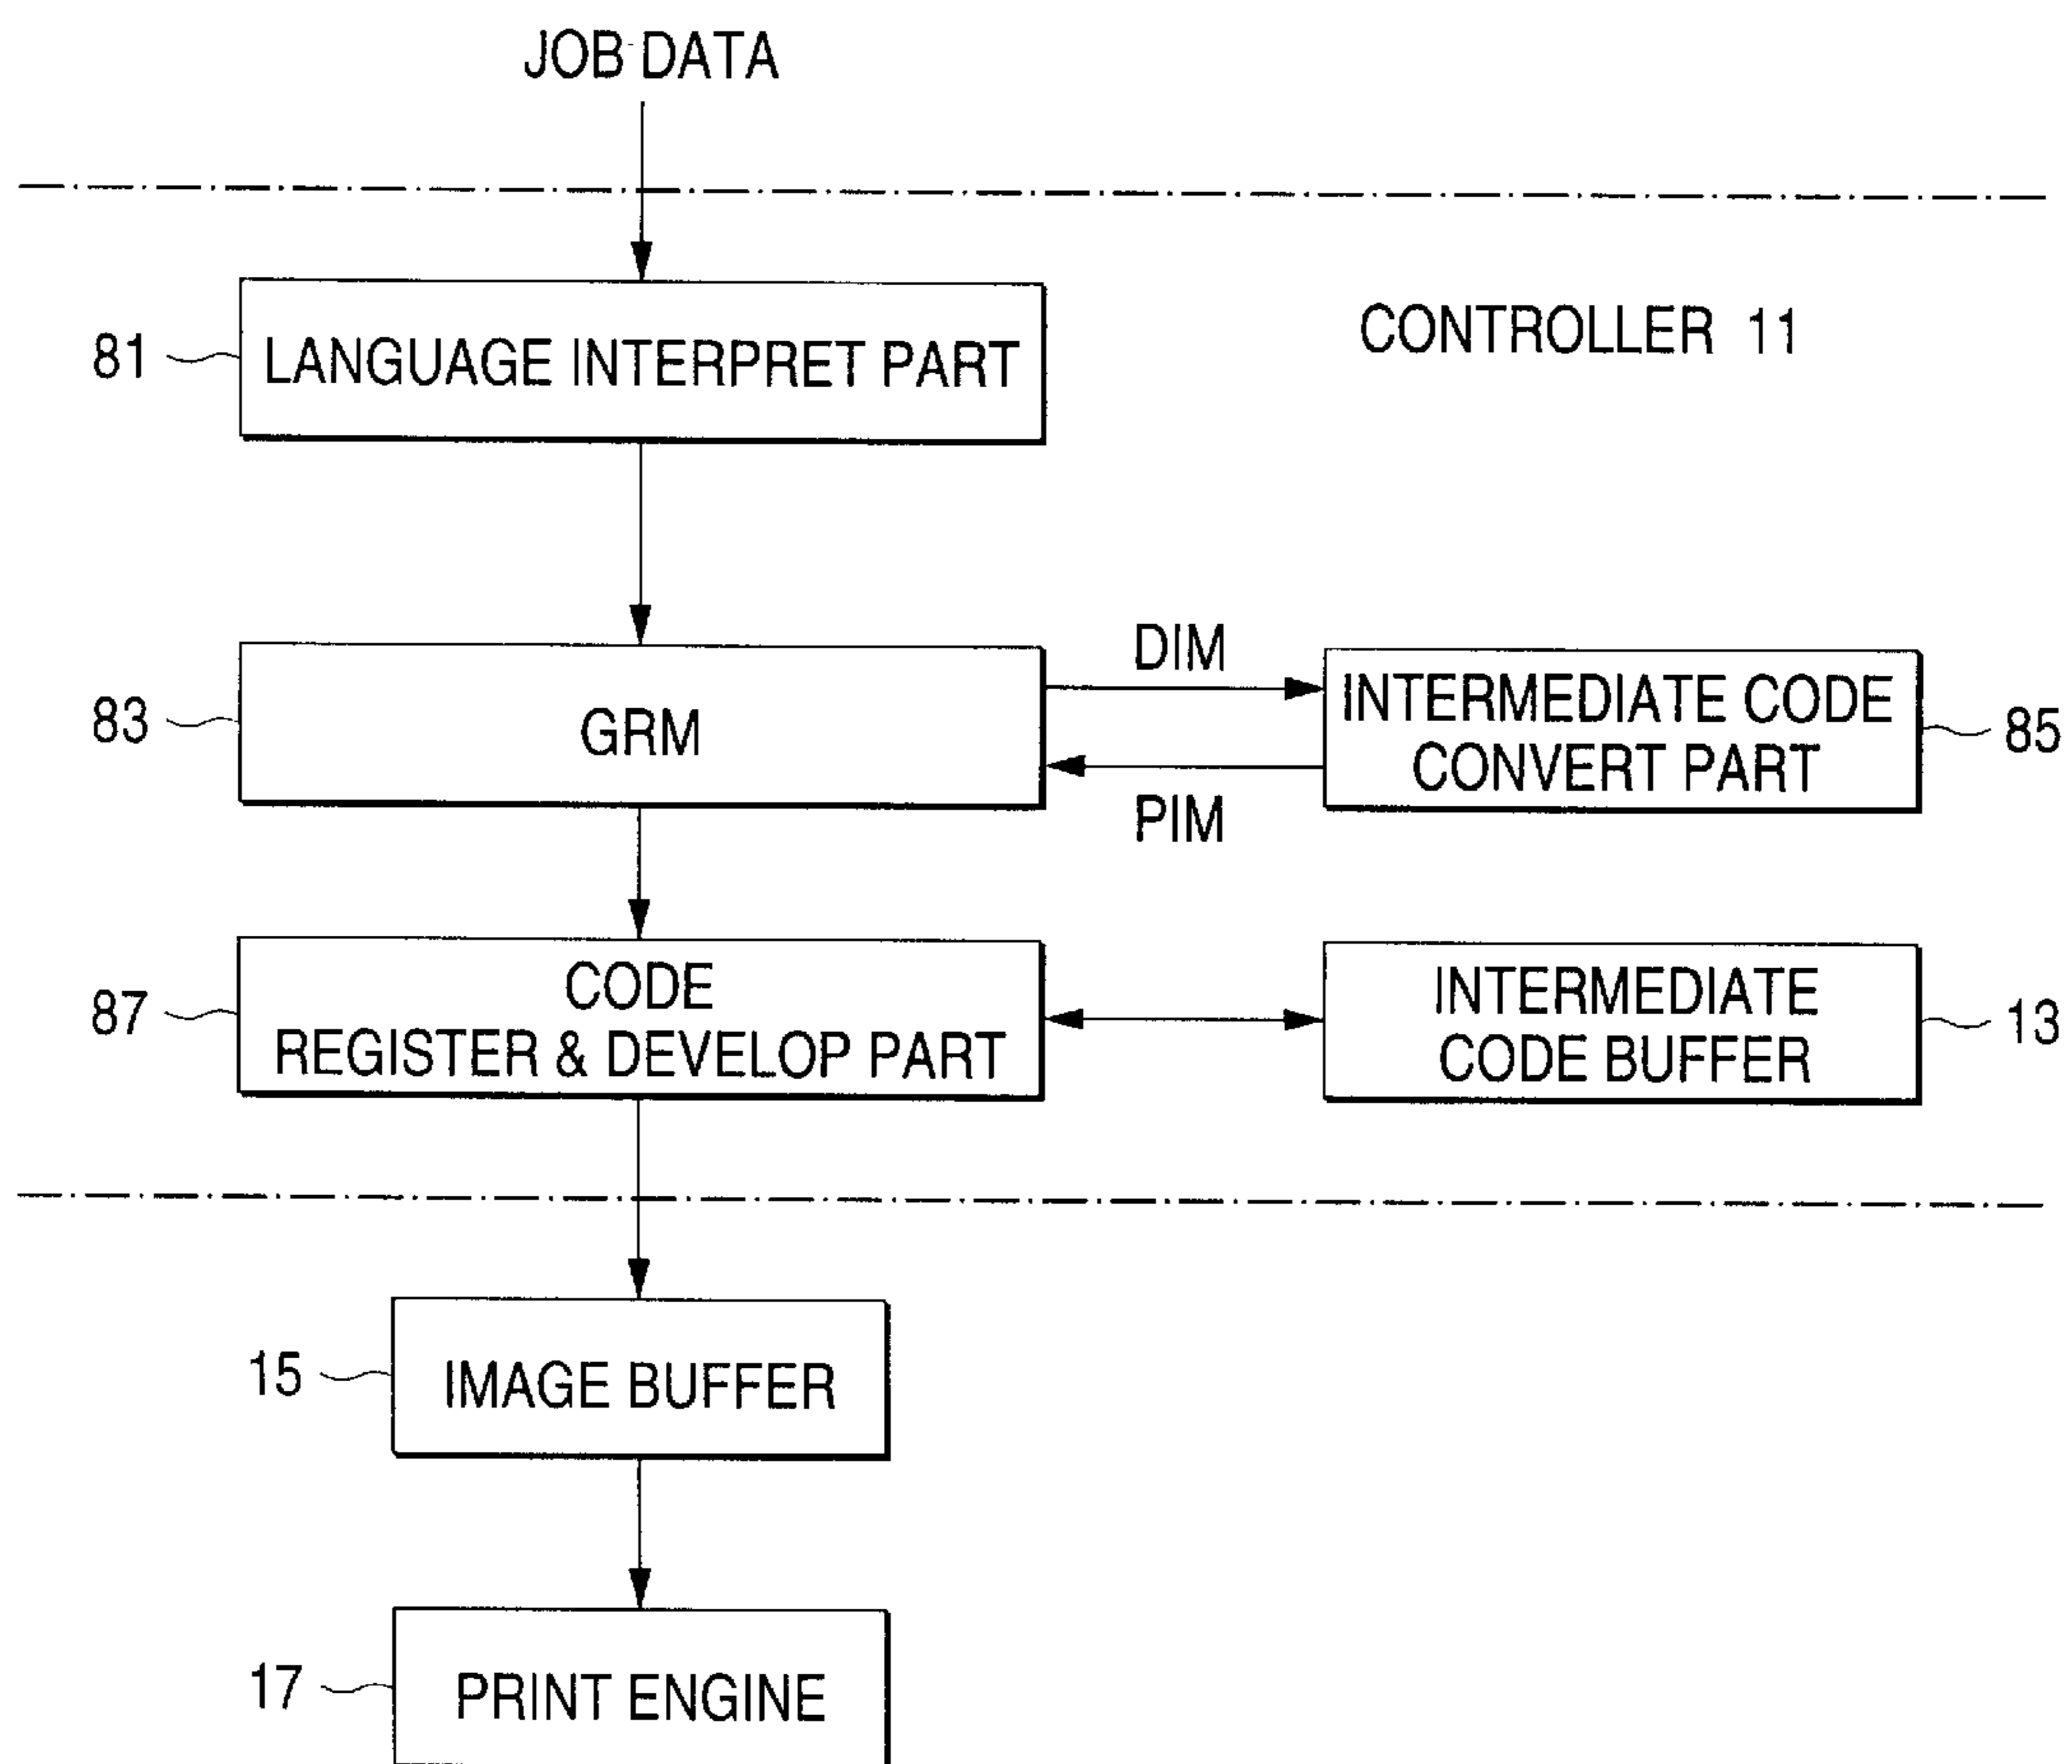 JOB DATA
CONTROLLER 11
81
LANGUAGE INTERPRET PART
83
GRM
DIM
PIM
INTERMEDIATE CODE
CONVERT PART
85
87
CODE
REGISTER & DEVELOP PART
INTERMEDIATE
CODE BUFFER
13
15
IMAGE BUFFER
17
PRINT ENGINE